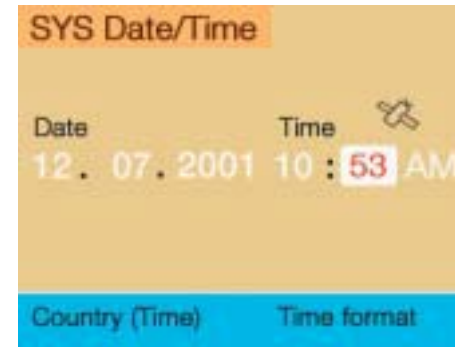 SYS Date/Time
Date Time
12. 07. 2001 10 : 53 AM
Country (Time) Time format